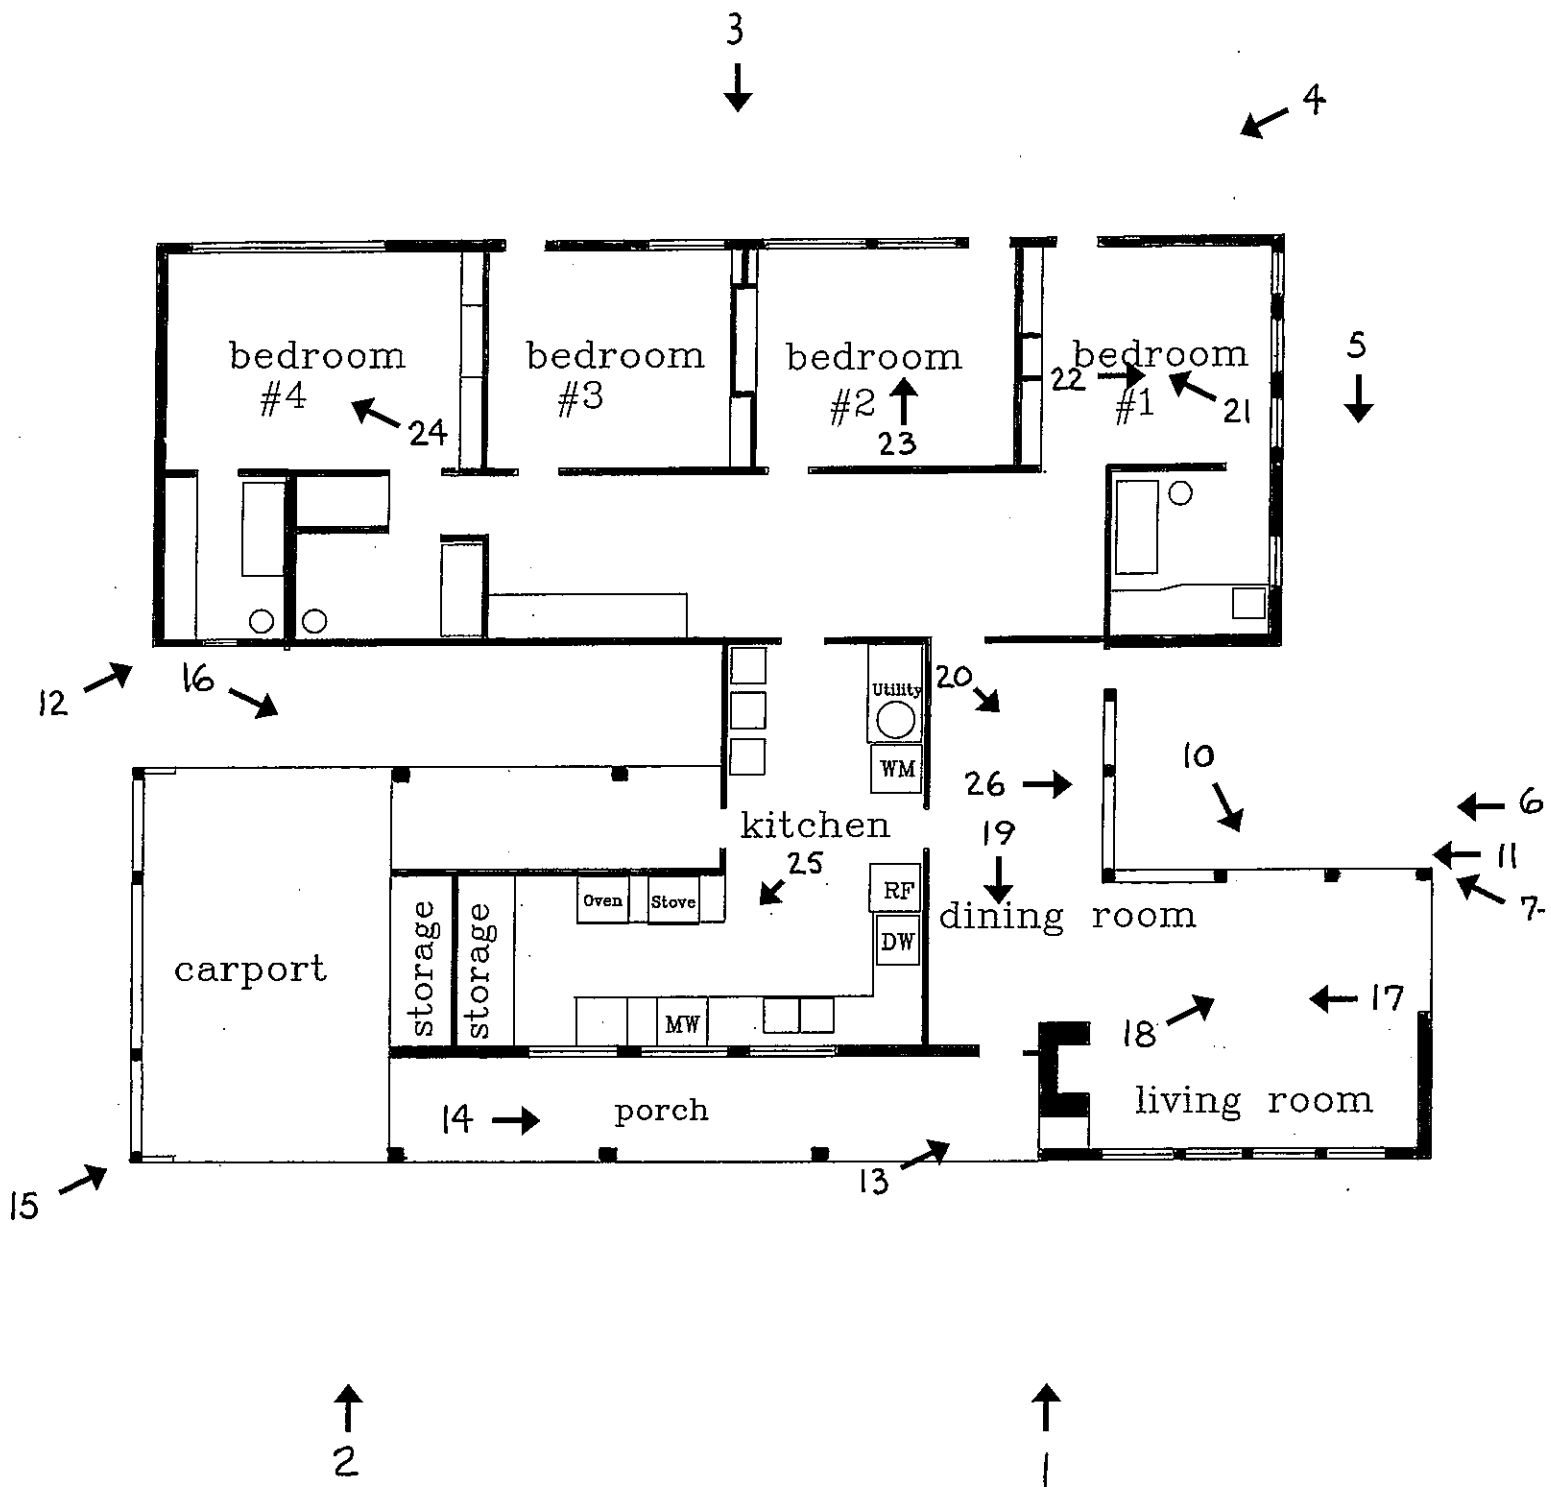 3
4
bedroom
#4
bedroom
#3
bedroom
#2
bedroom
#1
5
22
21
24
23
12
16
20
Utility
WM
10
26
6
kitchen
19
11
25
7-
Oven
Stove
RF
dining room
storage
storage
DW
carport
17
MW
18
14
porch
living room
13
15
2
1